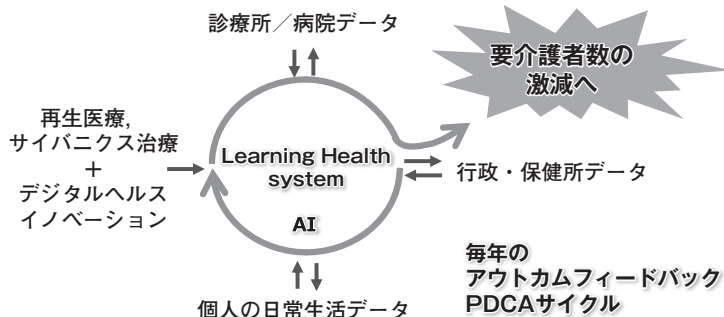 診療所／病院データ
要介護者数の
激減へ
再生医療,
サイバニクス治療
＋
デジタルヘルス
イノベーション
Learning Health
system
AI
行政・保健所データ
個人の日常生活データ
毎年の
アウトカムフィードバック
PDCAサイクル